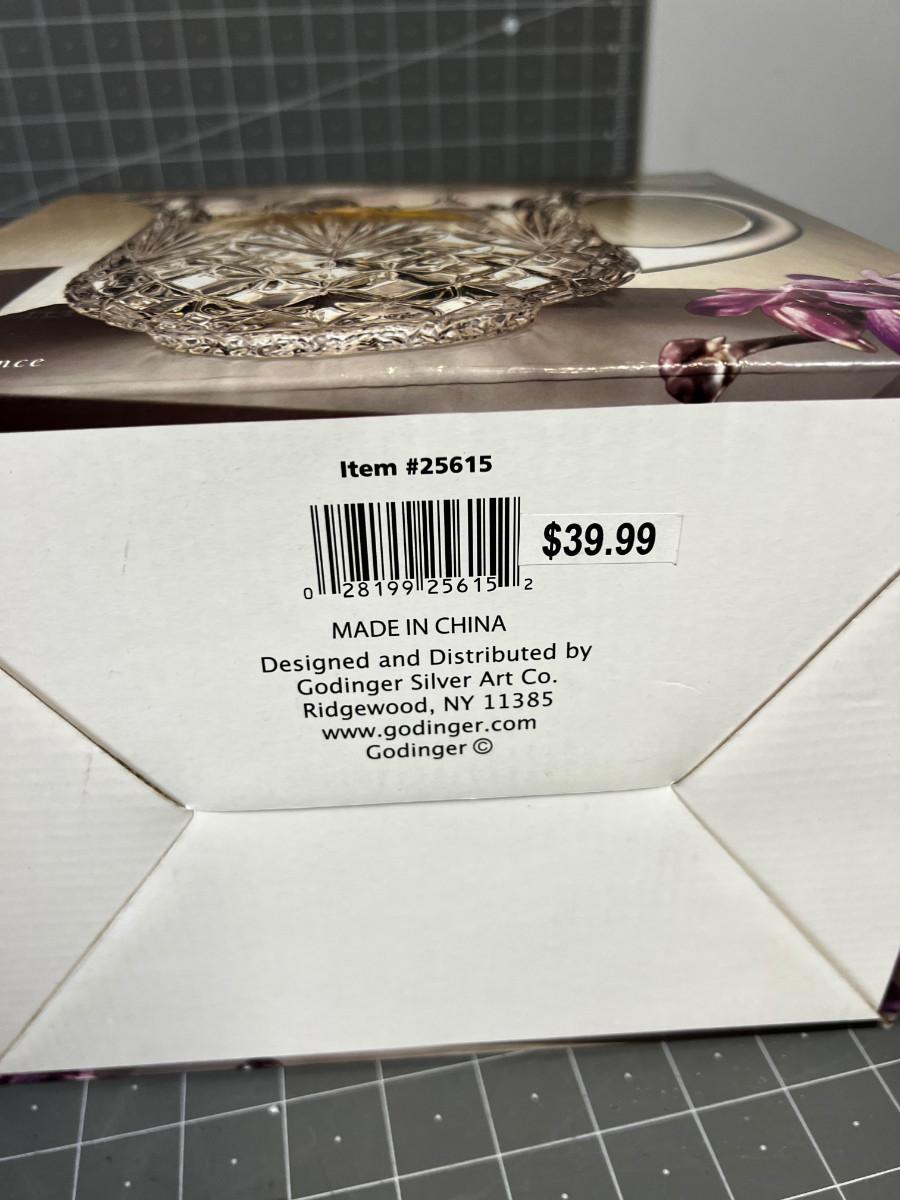 Item #25615
$39.99
0 28199 25615 2
MADE IN CHINA
Designed and Distributed by
Godinger Silver Art Co.
Ridgewood, NY 11385
www.godinger.com
Godinger ©